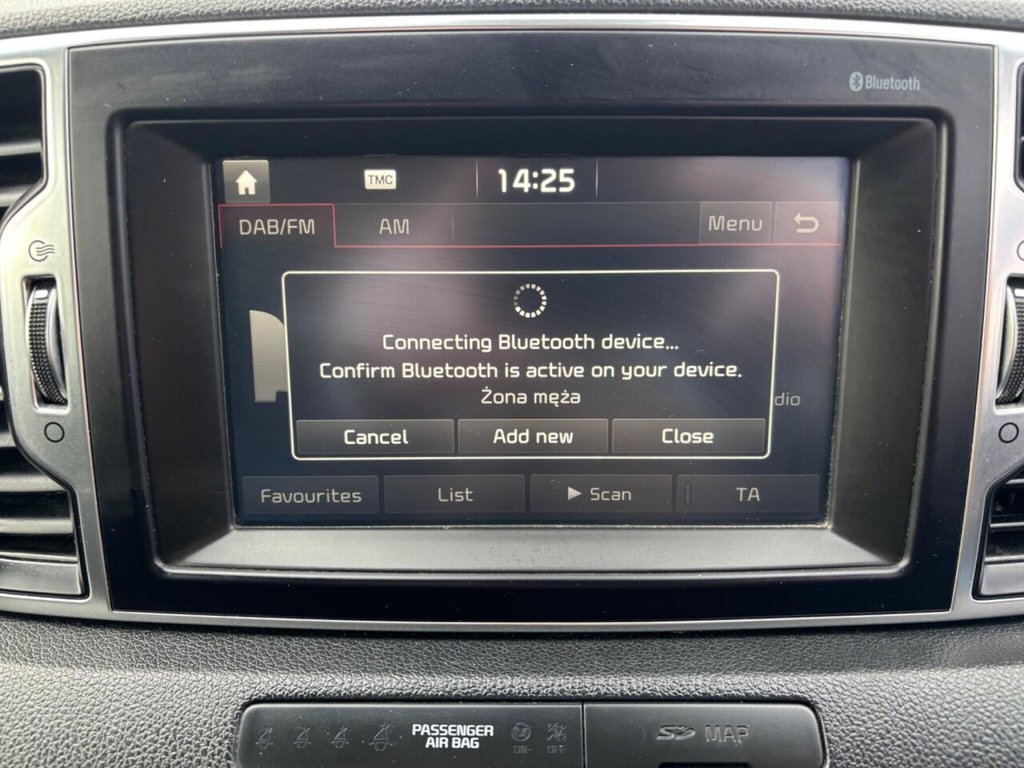 Bluetooth
TMC
14:25
DAB/FM
AM
Menu
Connecting Bluetooth device...
Confirm Bluetooth is active on your device.
Żona męża
dio
Cancel
Add new
Close
Favourites
List
Scan
TA
PASSENGER
AIR BAG
ON
OFF
SD MAP